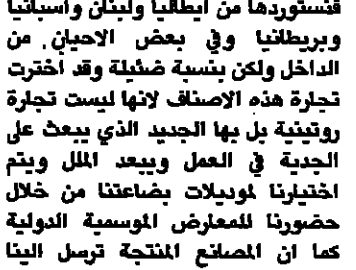 فنستوردها من ايطاليا ولبنان واسبانيا
وبريطانيا وفي بعض الاحيان من
الداخل ولكن بنسبة ضئيلة وقد أخترت
تجارة هذه الاصناف لانها ليست تجارة
روتينية بل بها الجديد الذي يبعث على
الجدية في العمل ويبعد الملل ويتم
اختيارنا لموديلات بضاعتنا من خلال
حضورنا للمعارض الموسمية الدولية
كما ان المصانع المنتجة ترسل الينا